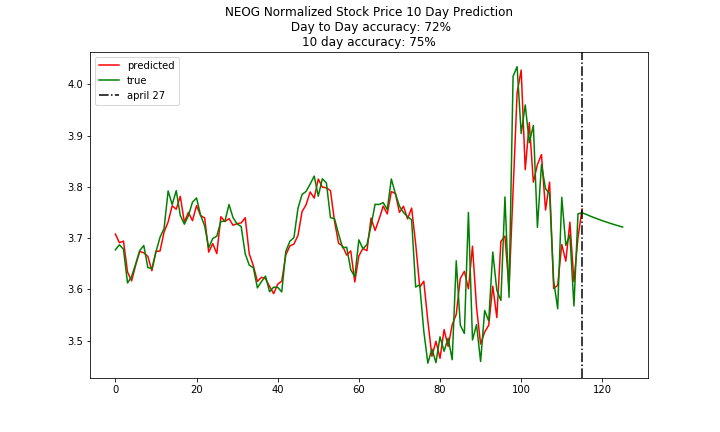 NEOG Normalized Stock Price 10 Day Prediction
Day to Day accuracy: 72%
10 day accuracy: 75%
predicted
true
april 27
4.0
3.9
3.8
3.7
3.6
3.5
0 20 40 60 80 100 120